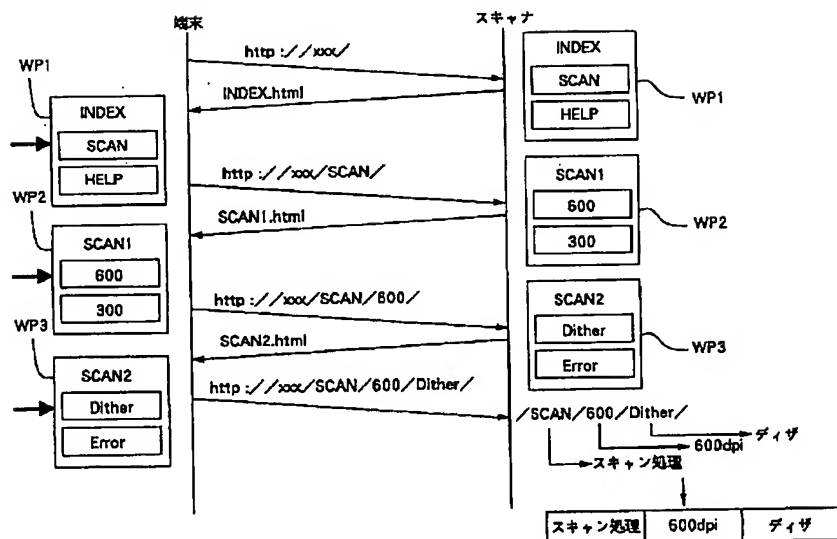 端末
スキャナ
WP1
INDEX
SCAN
HELP
http://xxx/
INDEX.html
INDEX
SCAN
HELP
WP1
WP2
SCAN1
600
300
http://xxx/SCAN/
SCAN1.html
SCAN1
600
300
WP2
WP3
SCAN2
Dither
Error
http://xxx/SCAN/600/
SCAN2.html
SCAN2
Dither
Error
WP3
http://xxx/SCAN/600/Dither/
/SCAN/600/Dither/
ディザ
600dpi
スキャン処理
スキャン処理 600dpi ディザ